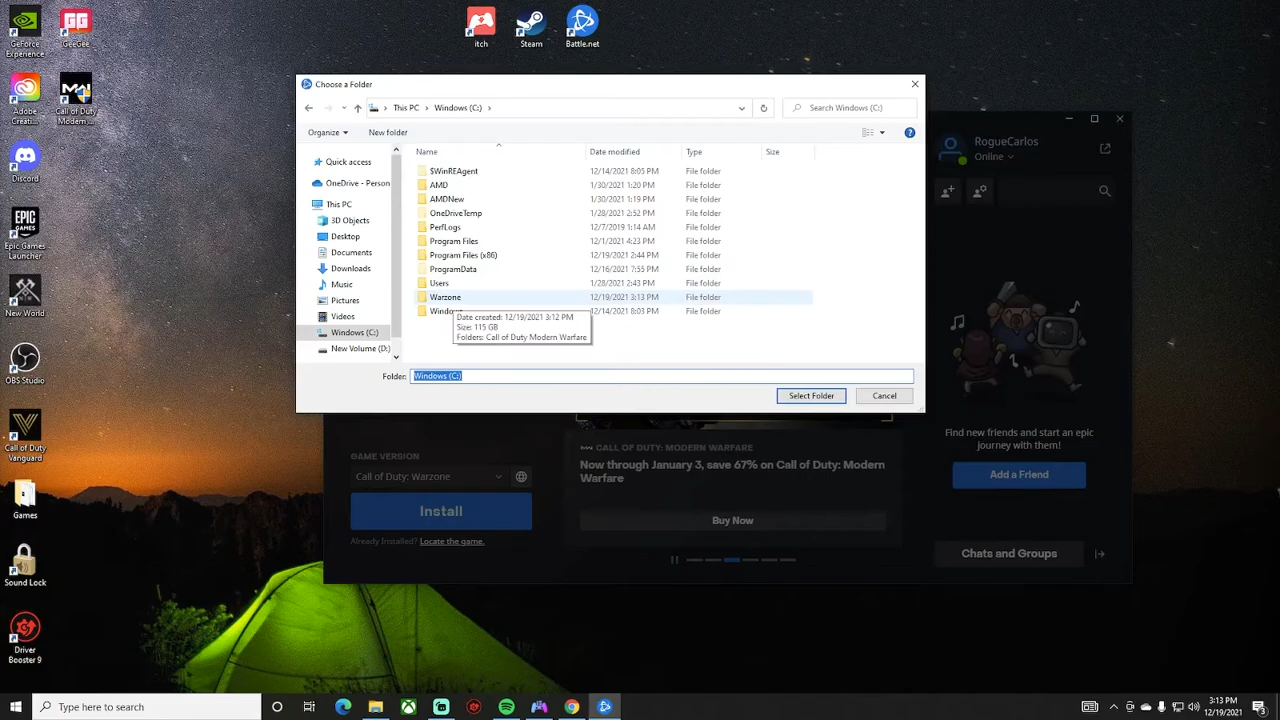 GeForce
Experience
GeeGee
itch
Steam
Battle.net
Adobe
Creati...
Call of Duty
Modern ...
Discord
Epic Games
Launcher
New World
OBS Studio
Call of Duty
Vanguard
Games
Sound Lock
Driver
Booster 9
Choose a Folder
This PC
Windows (C:)
Search Windows (C:)
Organize
New folder
Name
Date modified
Type
Size
Quick access
OneDrive - Person
This PC
3D Objects
Desktop
Documents
Downloads
Music
Pictures
Videos
Windows (C:)
New Volume (D:)
$WinREAgent 12/14/2021 8:05 PM File folder
AMD 1/30/2021 1:20 PM File folder
AMDNew 1/30/2021 1:19 PM File folder
OneDriveTemp 1/28/2021 2:52 PM File folder
PerfLogs 12/7/2019 1:14 AM File folder
Program Files 12/1/2021 4:23 PM File folder
Program Files (x86) 12/19/2021 2:44 PM File folder
ProgramData 12/16/2021 7:55 PM File folder
Users 1/28/2021 2:43 PM File folder
Warzone 12/19/2021 3:13 PM File folder
Windows 12/14/2021 8:03 PM File folder
Date created: 12/19/2021 3:12 PM
Size: 115 GB
Folders: Call of Duty Modern Warfare
Folder: Windows (C:)
Select Folder
Cancel
RogueCarlos
Online
GAME VERSION
Call of Duty: Warzone
Install
Already Installed? Locate the game.
CALL OF DUTY: MODERN WARFARE
Now through January 3, save 67% on Call of Duty: Modern
Warfare
Buy Now
Find new friends and start an epic
journey with them!
Add a Friend
Chats and Groups
Type here to search
3:13 PM
12/19/2021